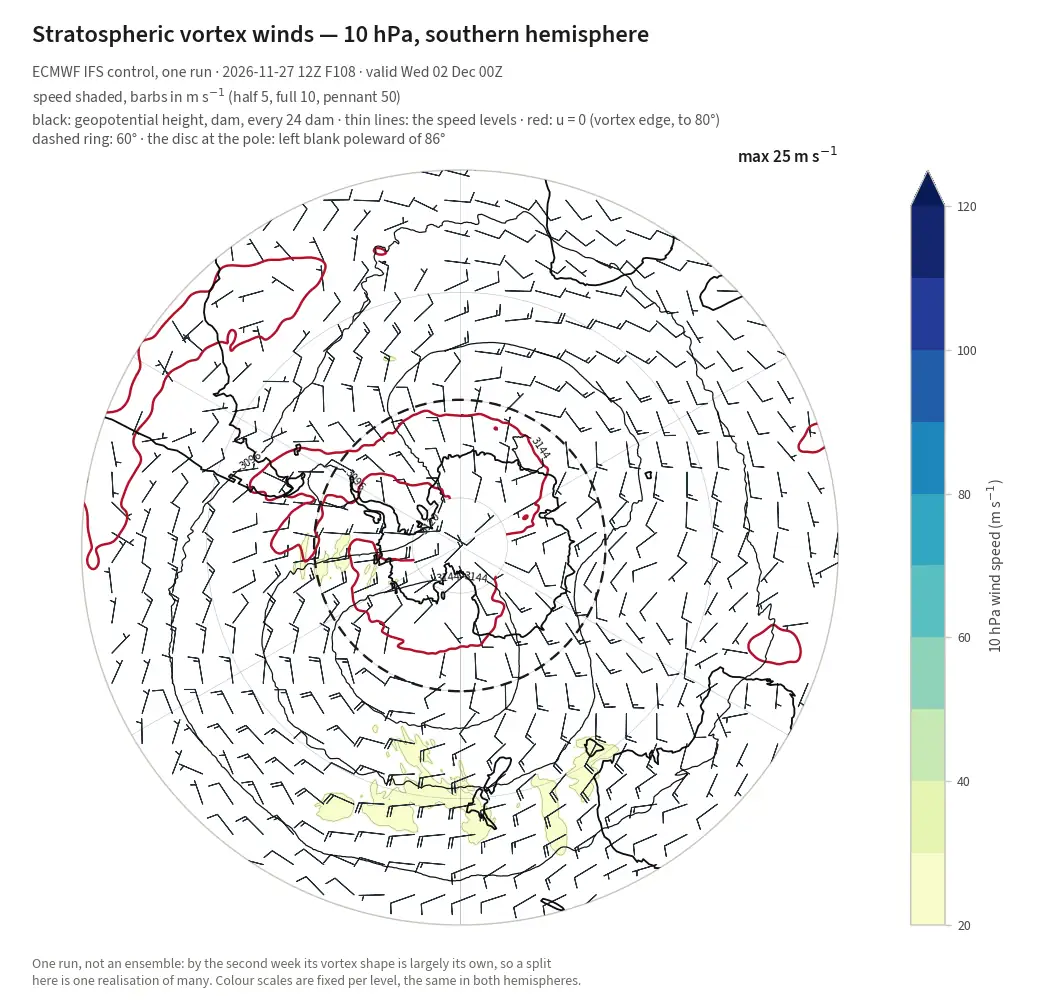 Stratospheric vortex winds — 10 hPa, southern hemisphere
ECMWF IFS control, one run · 2026-11-27 12Z F108 · valid Wed 02 Dec 00Z
speed shaded, barbs in m s⁻¹ (half 5, full 10, pennant 50)
black: geopotential height, dam, every 24 dam · thin lines: the speed levels · red: u = 0 (vortex edge, to 80°)
dashed ring: 60° · the disc at the pole: left blank poleward of 86°
max 25 m s⁻¹
120
100
80
60
40
20
10 hPa wind speed (m s⁻¹)
3144
3144
3144
One run, not an ensemble: by the second week its vortex shape is largely its own, so a split
here is one realisation of many. Colour scales are fixed per level, the same in both hemispheres.